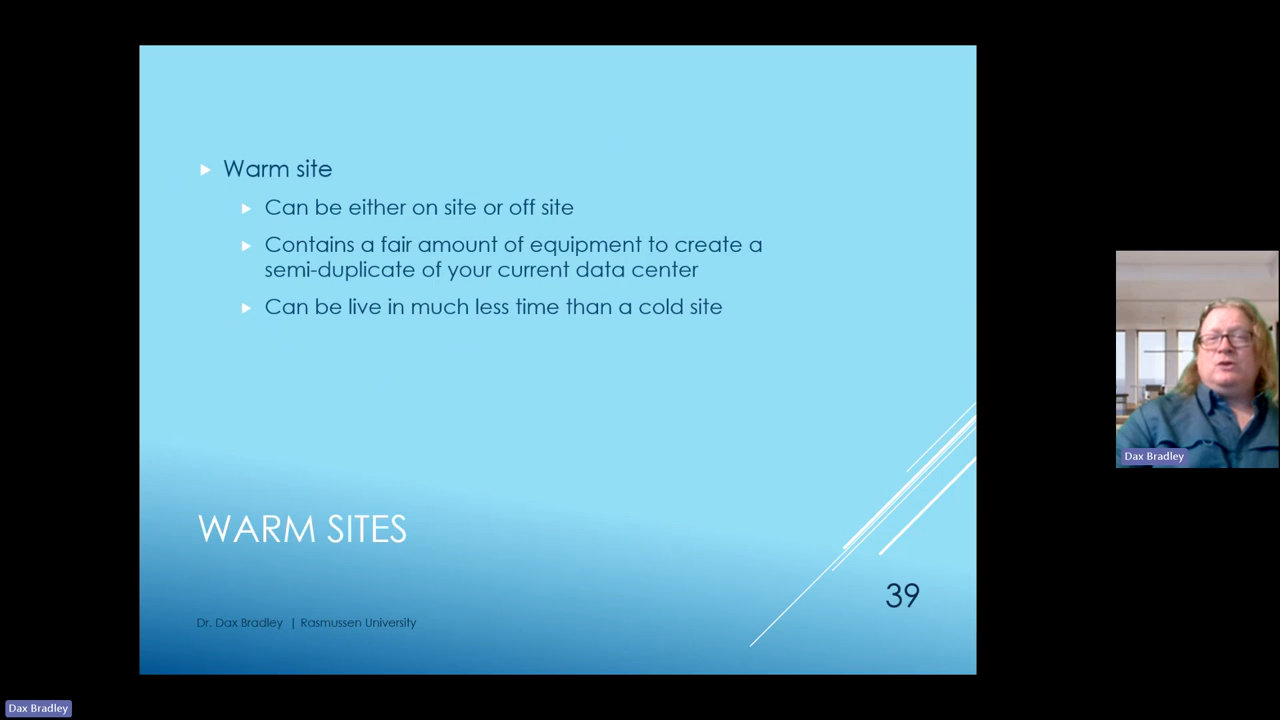 Warm site
Can be either on site or off site
Contains a fair amount of equipment to create a
semi-duplicate of your current data center
Can be live in much less time than a cold site
WARM SITES
39
Dr. Dax Bradley | Rasmussen University
Dax Bradley
Dax Bradley